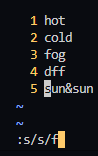 1 hot
2 cold
3 fog
4 dff
5 sun&sun
~
~
:s/s/f